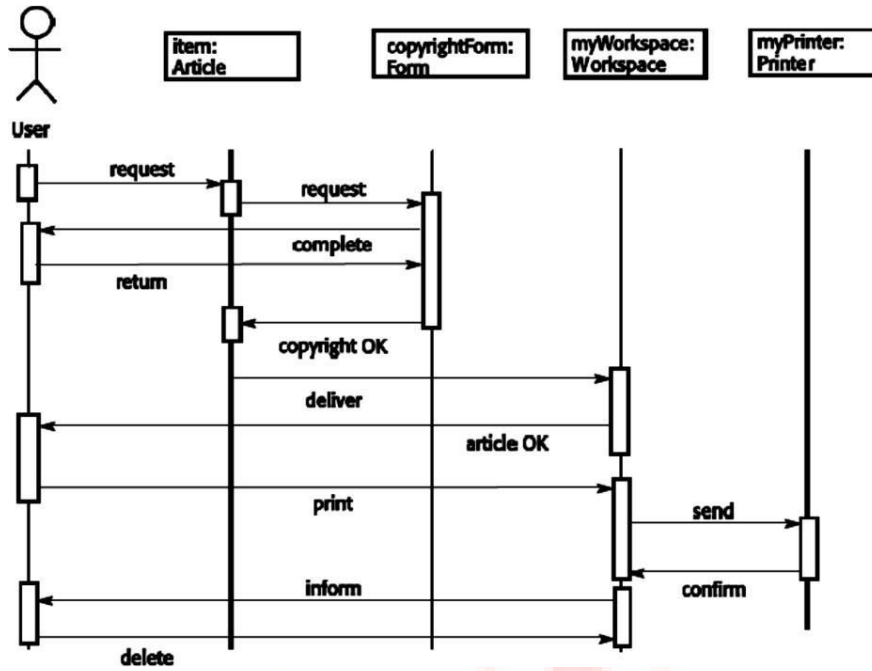 item:
Article
copyrightForm:
Form
myWorkspace:
Workspace
myPrinter:
Printer
User
request
request
complete
return
copyright OK
deliver
article OK
print
send
confirm
inform
delete